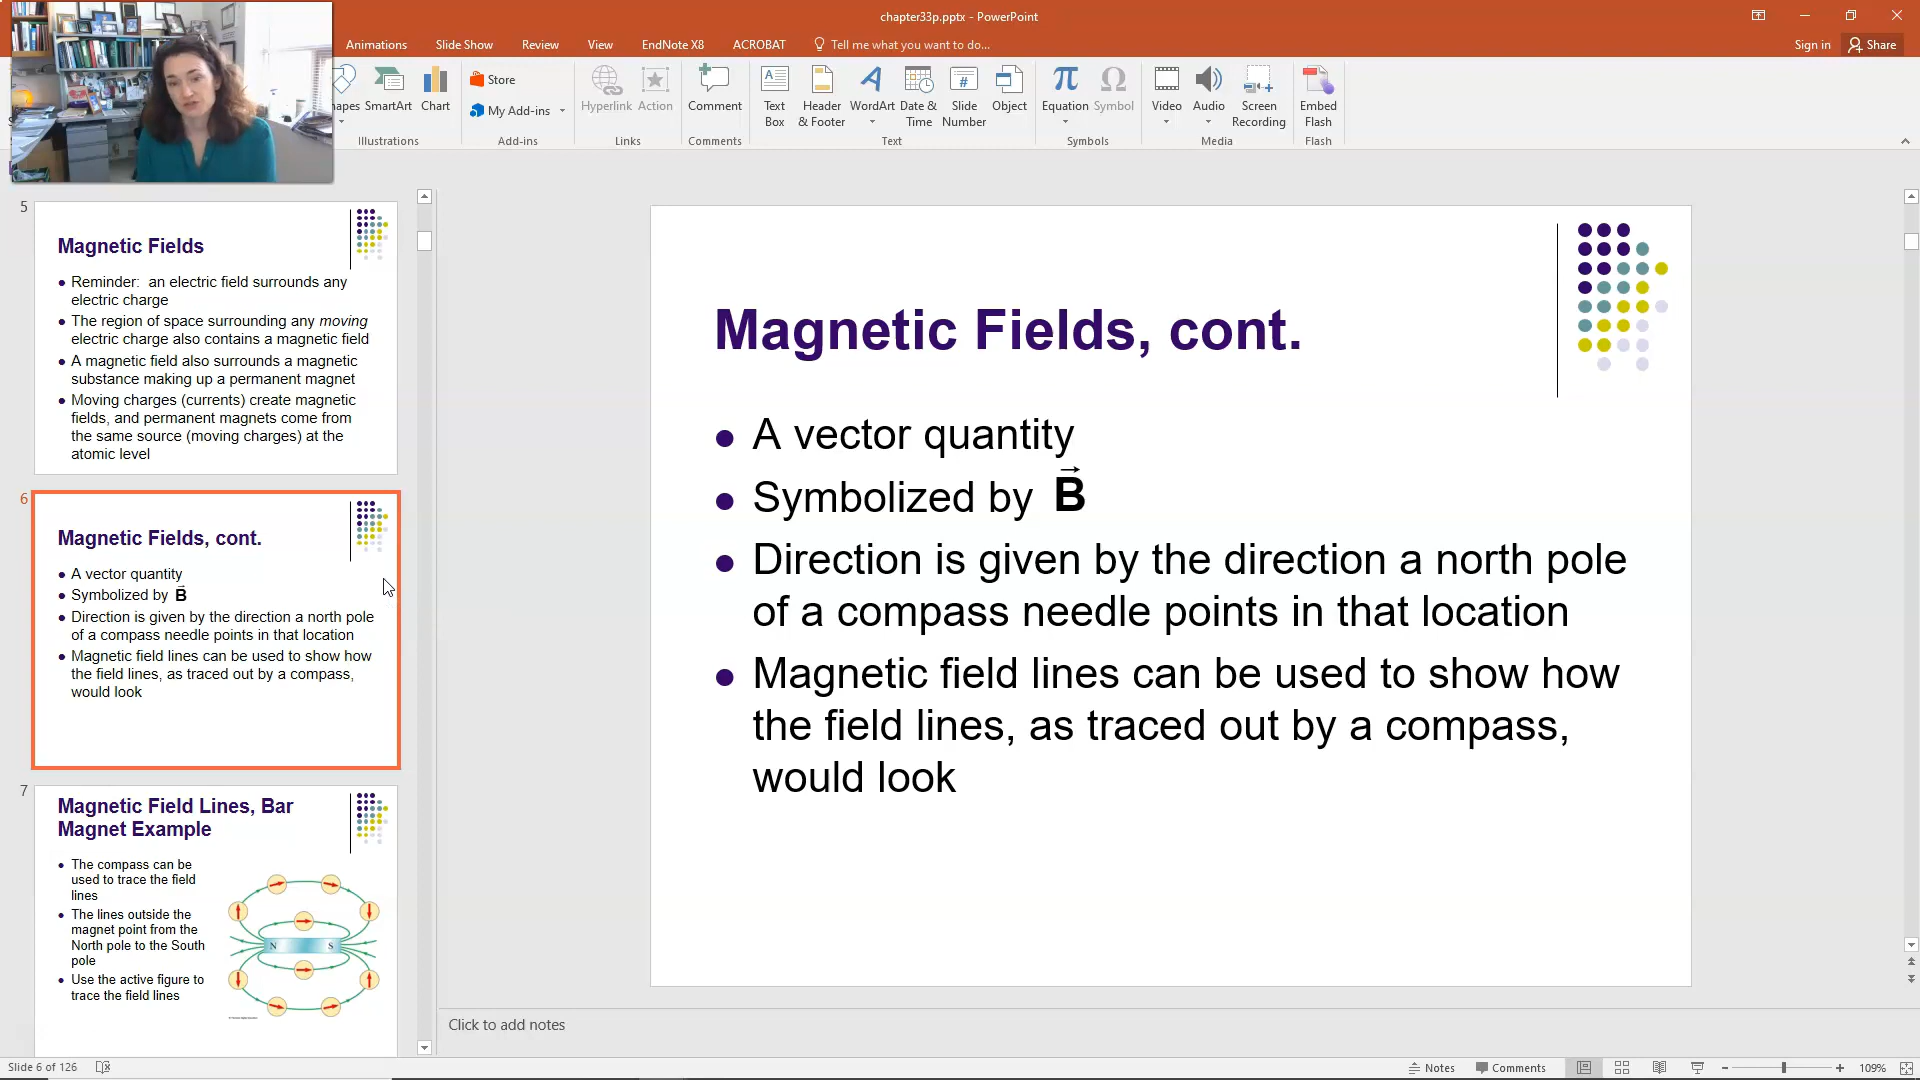 chapter33p.pptx - PowerPoint
Animations
Slide Show
Review
View
EndNote X8
ACROBAT
Tell me what you want to do...
Sign in
Share
SmartArt
Chart
Store
My Add-ins
Hyperlink
Action
Comment
Text
Box
Header
& Footer
WordArt
Date &
Time
Slide
Number
Object
Equation
Symbol
Video
Audio
Screen
Recording
Embed
Flash
Illustrations
Add-ins
Links
Comments
Text
Symbols
Media
Flash
5
Magnetic Fields
Reminder: an electric field surrounds any
electric charge
The region of space surrounding any moving
electric charge also contains a magnetic field
A magnetic field also surrounds a magnetic
substance making up a permanent magnet
Moving charges (currents) create magnetic
fields, and permanent magnets come from
the same source (moving charges) at the
atomic level
6
Magnetic Fields, cont.
A vector quantity
Symbolized by B⃗
Direction is given by the direction a north pole
of a compass needle points in that location
Magnetic field lines can be used to show how
the field lines, as traced out by a compass,
would look
7
Magnetic Field Lines, Bar
Magnet Example
The compass can be
used to trace the field
lines
The lines outside the
magnet point from the
North pole to the South
pole
Use the active figure to
trace the field lines
N
S
Magnetic Fields, cont.
A vector quantity
Symbolized by B⃗
Direction is given by the direction a north pole
of a compass needle points in that location
Magnetic field lines can be used to show how
the field lines, as traced out by a compass,
would look
Click to add notes
Slide 6 of 126
Notes
Comments
109%